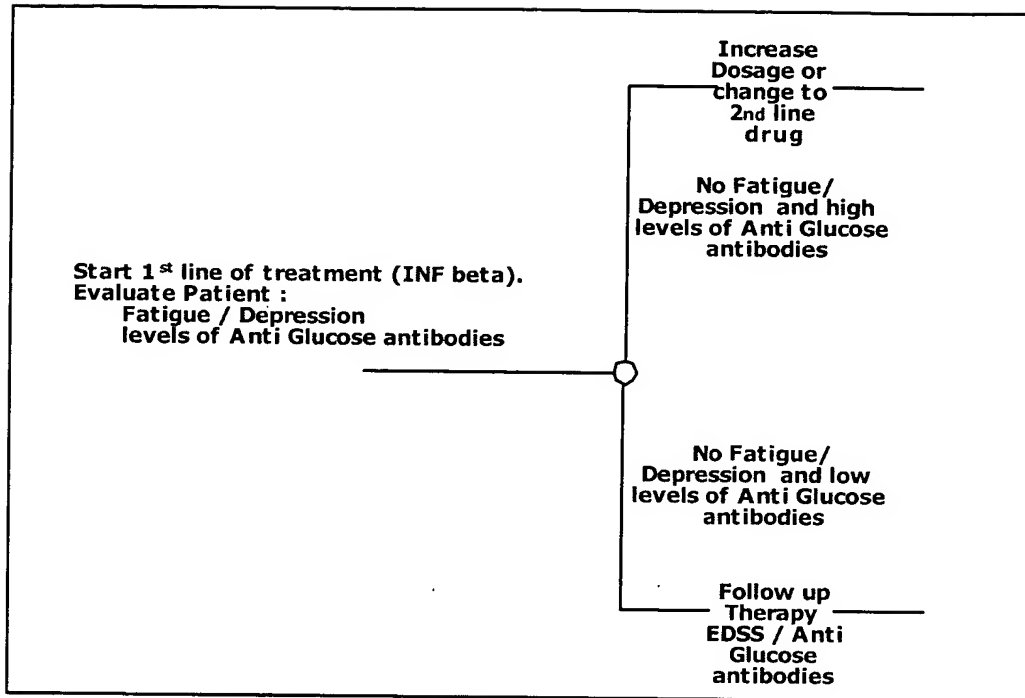 Increase
Dosage or
change to
2nd line
drug
No Fatigue/
Depression and high
levels of Anti Glucose
antibodies
Start 1st line of treatment (INF beta).
Evaluate Patient :
Fatigue / Depression
levels of Anti Glucose antibodies
No Fatigue/
Depression and low
levels of Anti Glucose
antibodies
Follow up
Therapy
EDSS / Anti
Glucose
antibodies